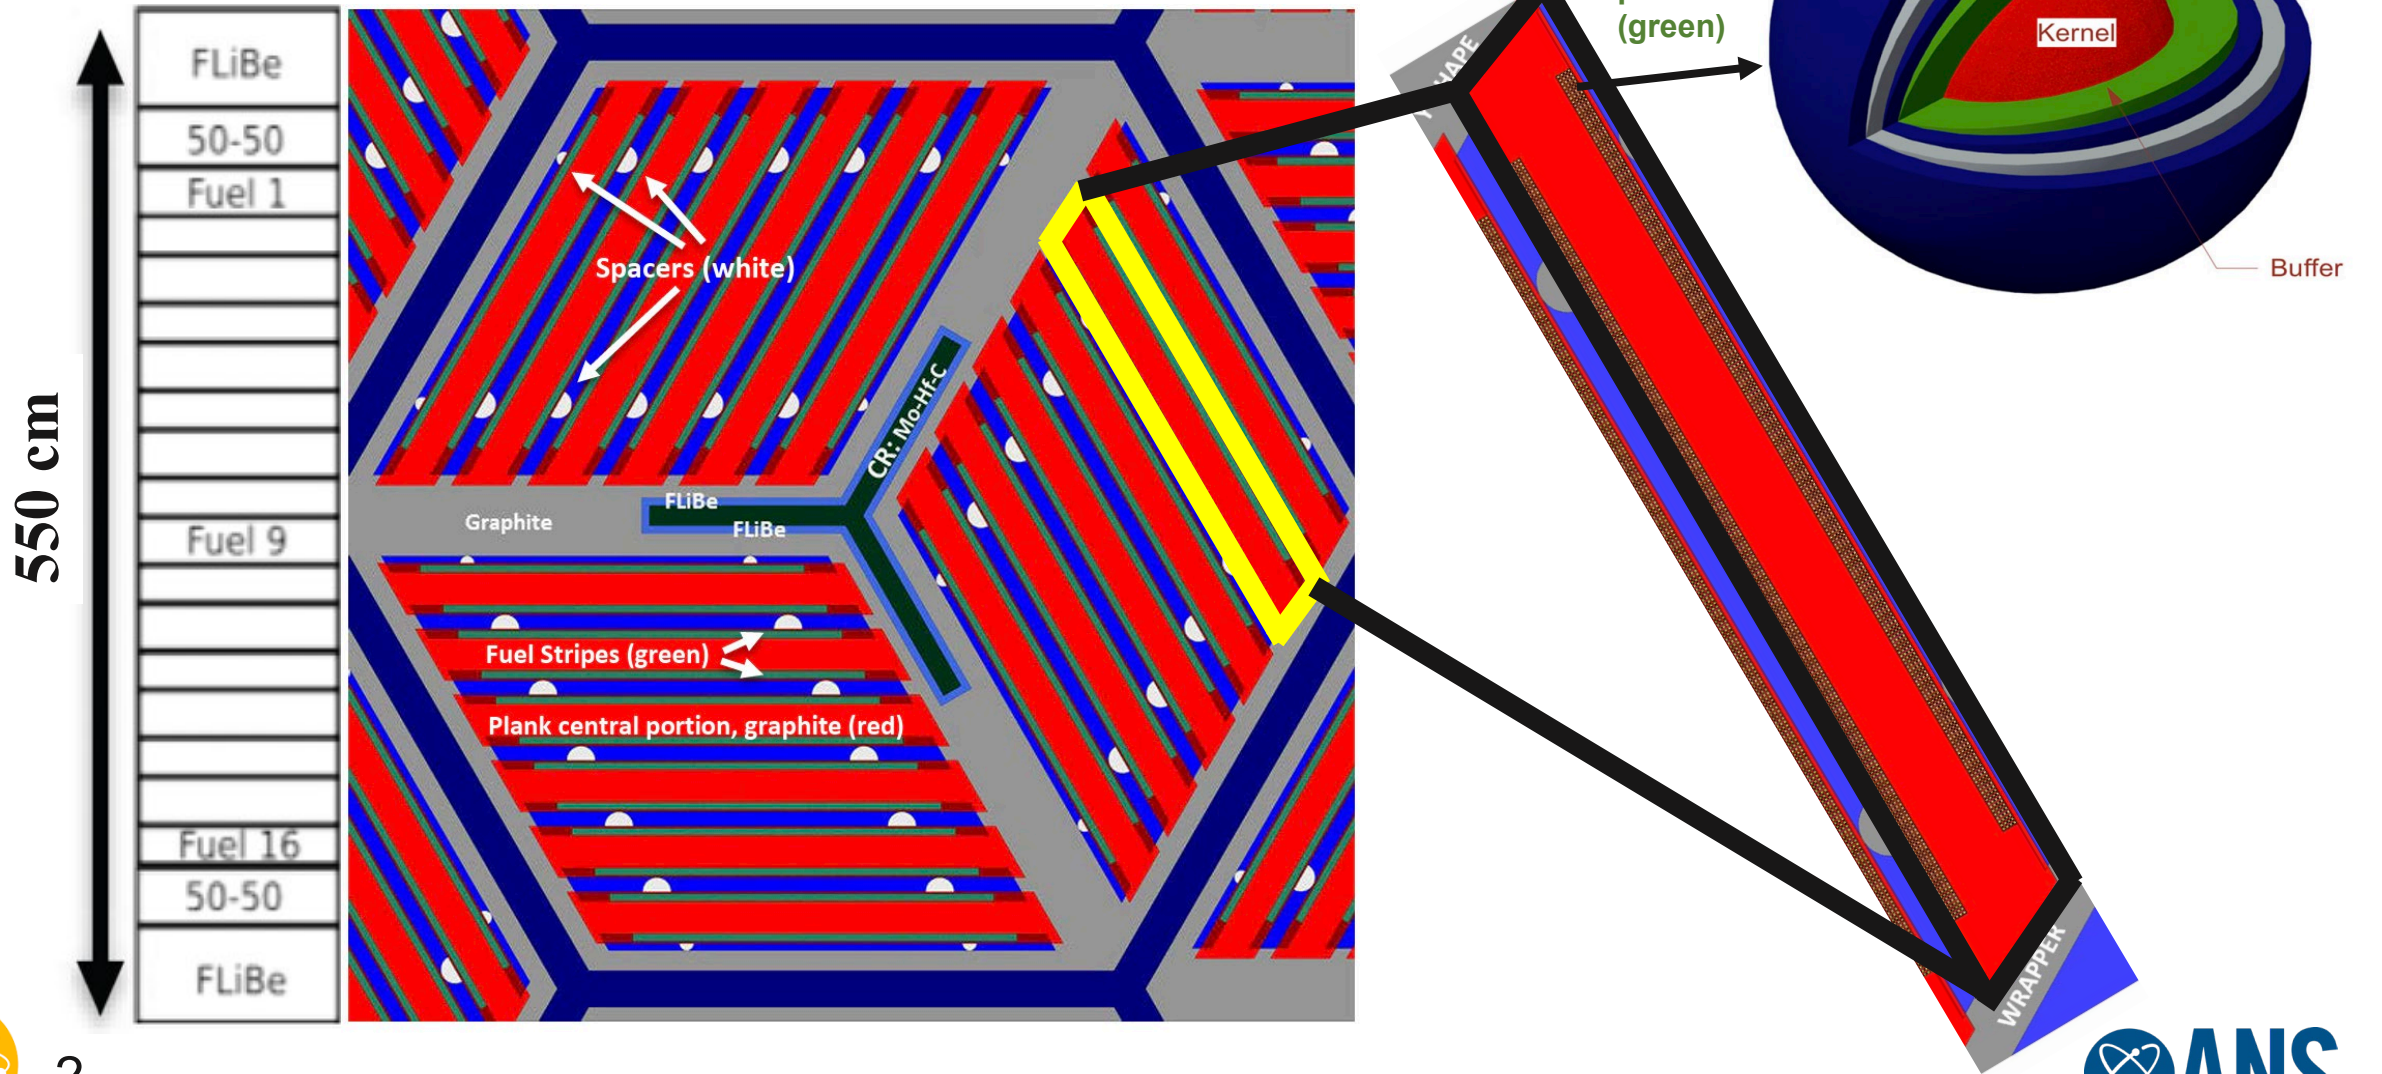 550 cm
FLiBe
50-50
Fuel 1
Fuel 9
Fuel 16
50-50
FLiBe
Spacers (white)
CR: Mo-Hf-C
FLiBe
FLiBe
Graphite
Fuel Stripes (green)
Plank central portion, graphite (red)
(green)
Kernel
Buffer
WRAPPER
ANS